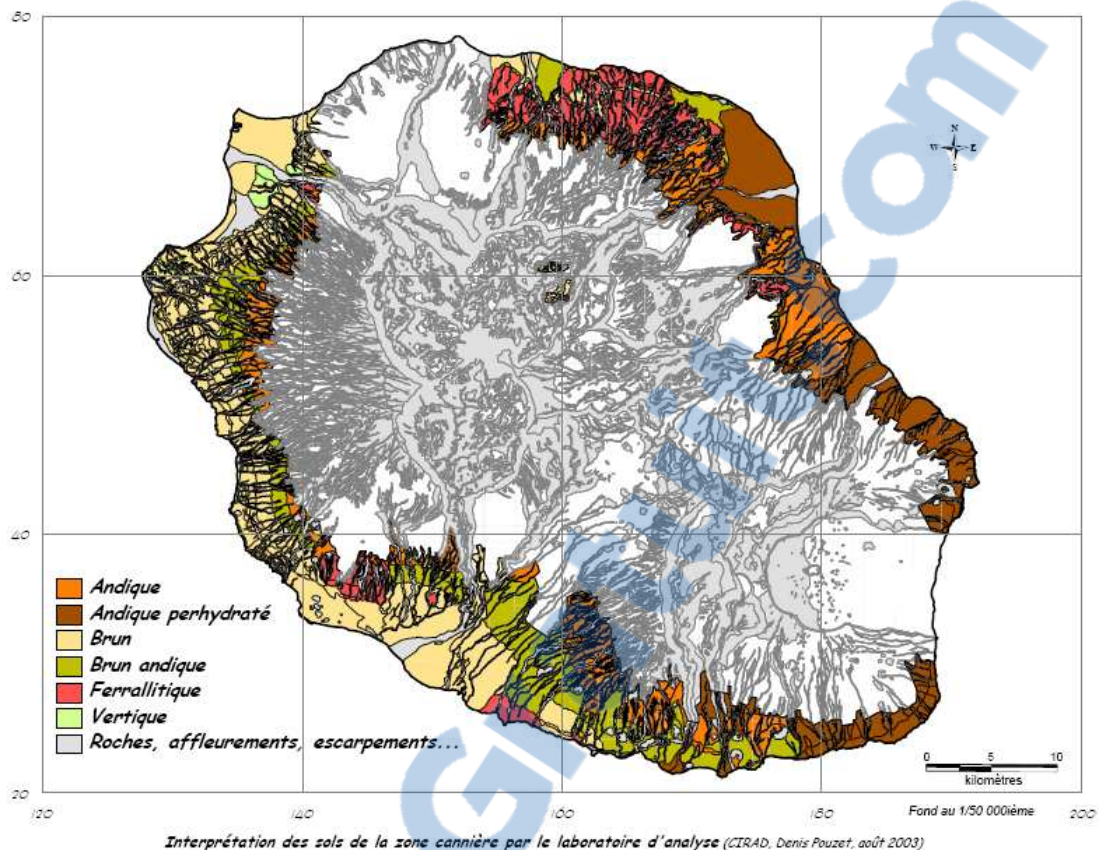 80
60
40
20
120
140
160
180
200
N
W E
S
Andique
Andique perhydraté
Brun
Brun andique
Ferrallitique
Vertique
Roches, affleurements, escarpements...
0 5 10
kilomètres
Fond au 1/50 000ième
Interprétation des sols de la zone cannière par le laboratoire d'analyse (CIRAD, Denis Pouzet, août 2003)